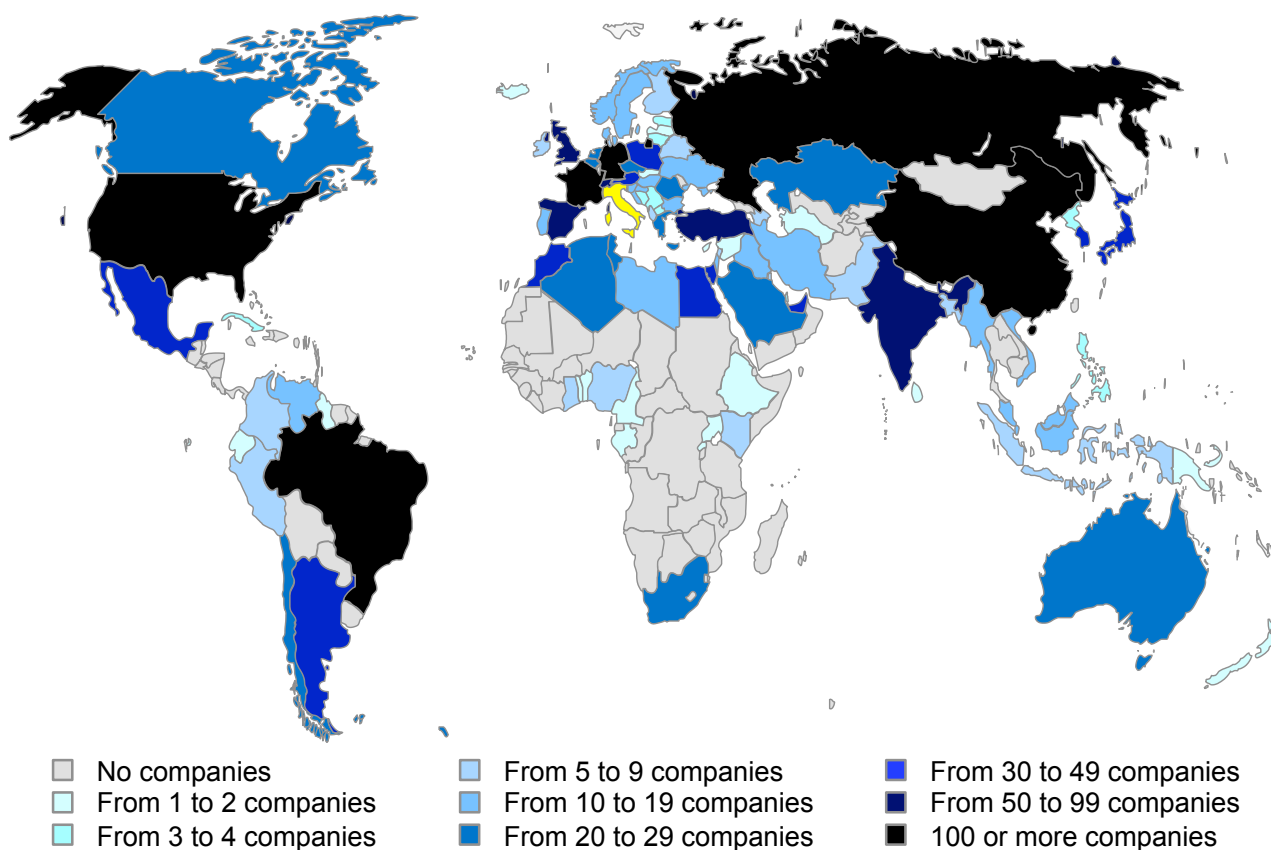 No companies
From 1 to 2 companies
From 3 to 4 companies
From 5 to 9 companies
From 10 to 19 companies
From 20 to 29 companies
From 30 to 49 companies
From 50 to 99 companies
100 or more companies